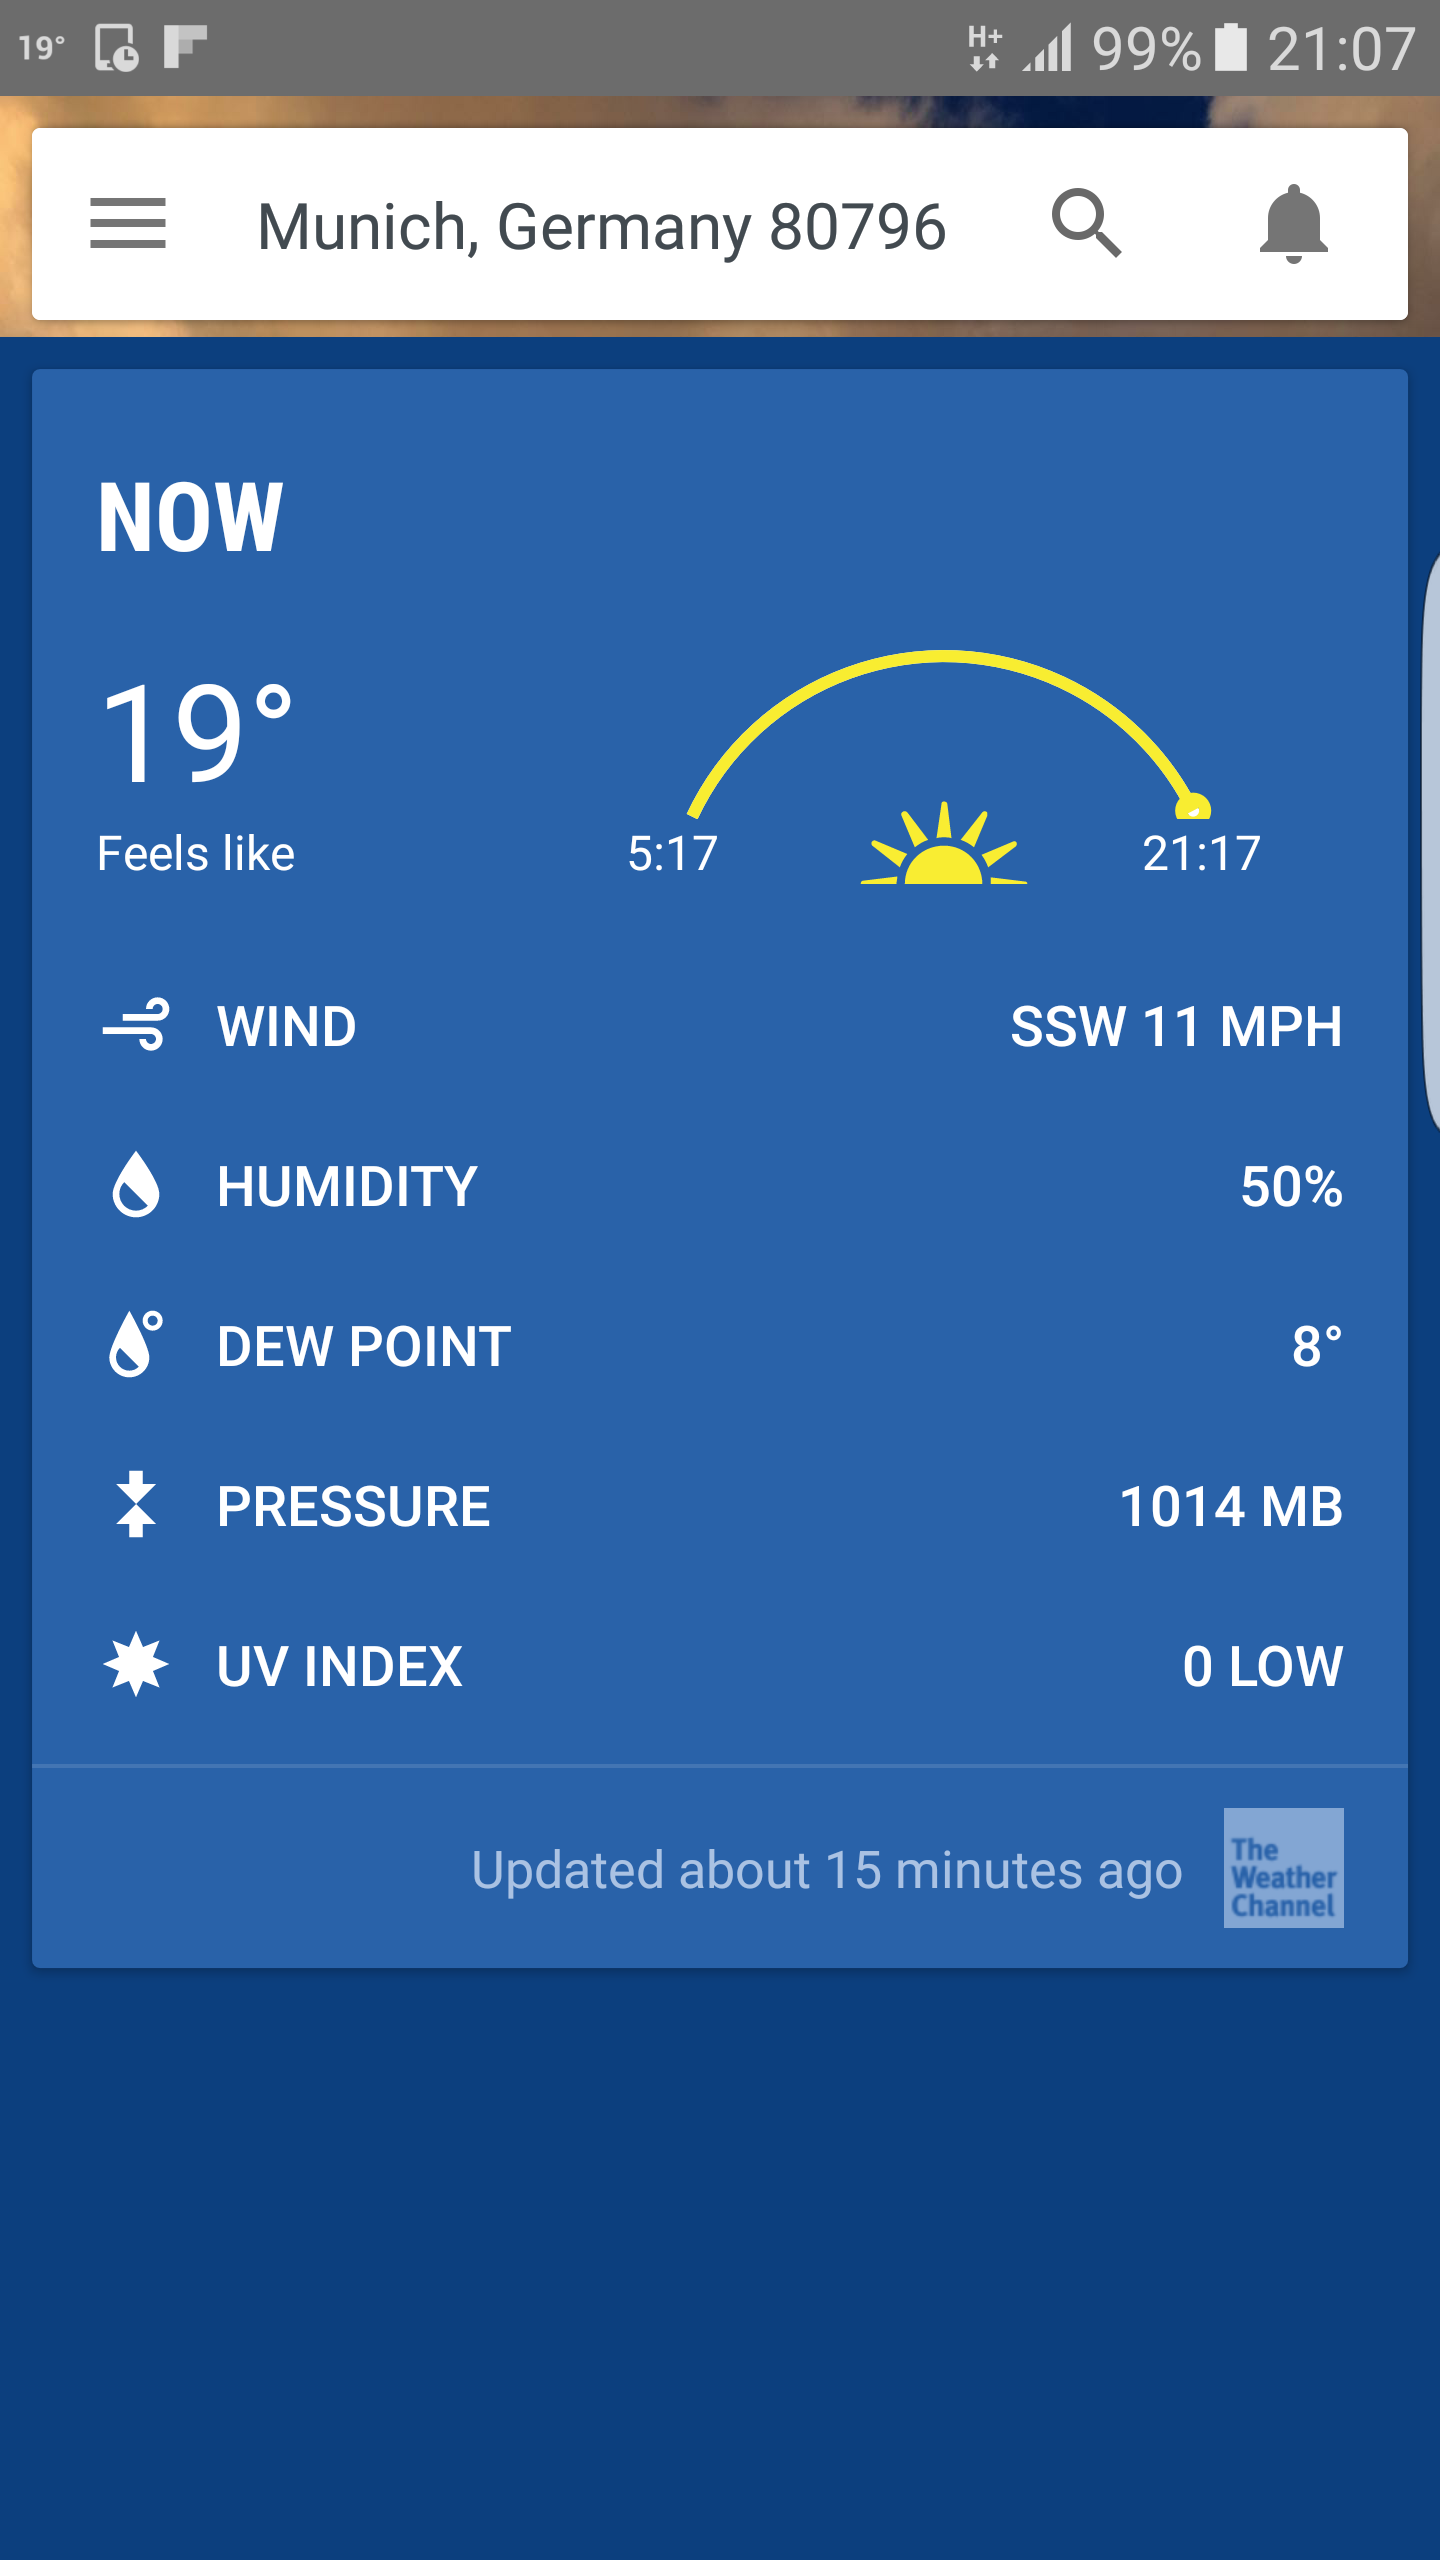 19° H+ 99% 21:07
Munich, Germany 80796
NOW
19°
Feels like
5:17 21:17
WIND SSW 11 MPH
HUMIDITY 50%
DEW POINT 8°
PRESSURE 1014 MB
UV INDEX 0 LOW
Updated about 15 minutes ago
The
Weather
Channel